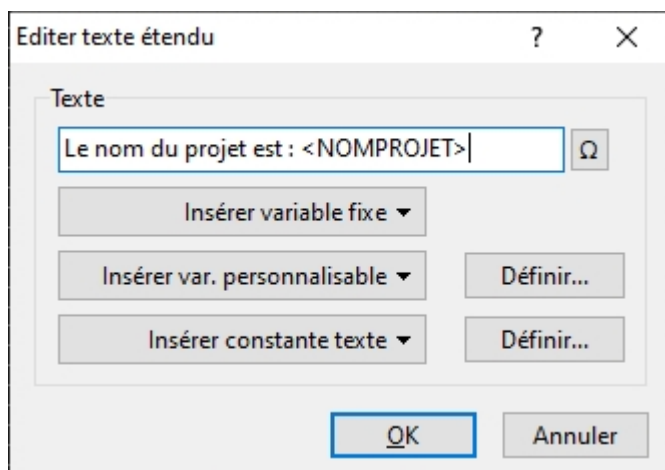 Editer texte étendu ?
Texte
Le nom du projet est : <NOMPROJET> Ω
Insérer variable fixe
Insérer var. personnalisable Définir...
Insérer constante texte Définir...
OK Annuler